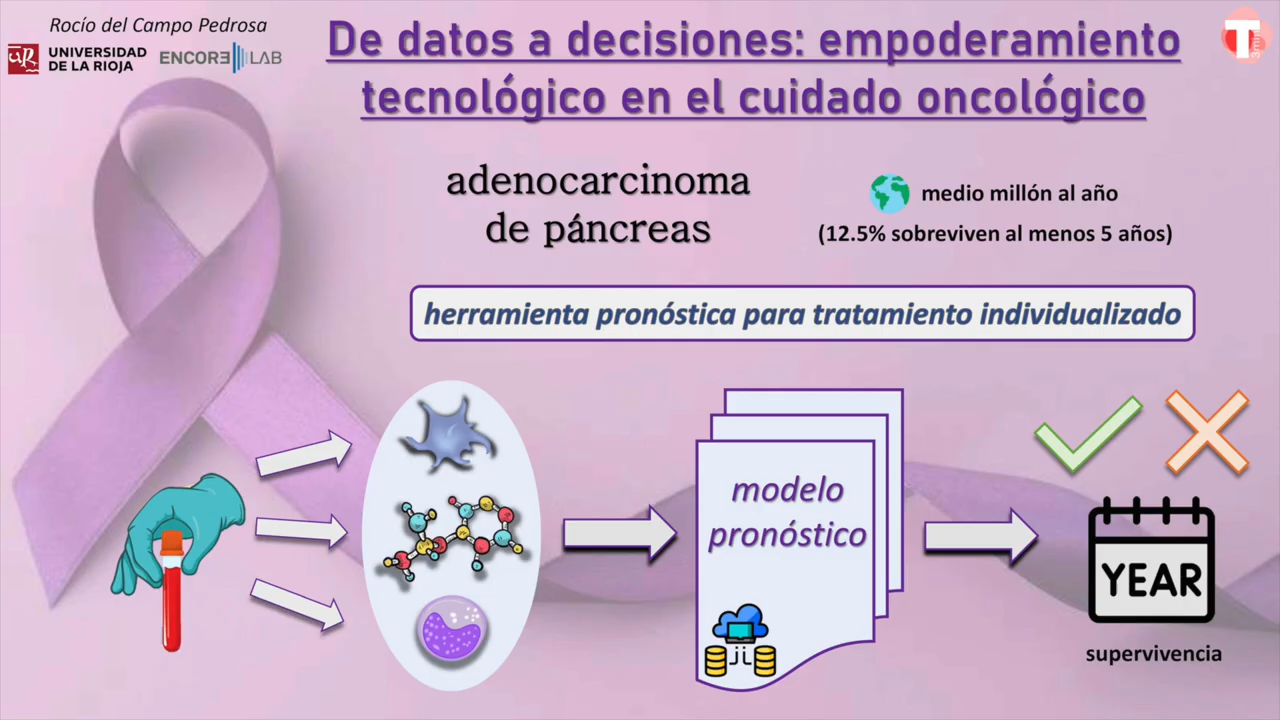 Rocío del Campo Pedrosa
UNIVERSIDAD
DE LA RIOJA
ENCORE LAB
De datos a decisiones: empoderamiento
tecnológico en el cuidado oncológico
adenocarcinoma
de páncreas
medio millón al año
(12.5% sobreviven al menos 5 años)
herramienta pronóstica para tratamiento individualizado
modelo
pronóstico
YEAR
supervivencia